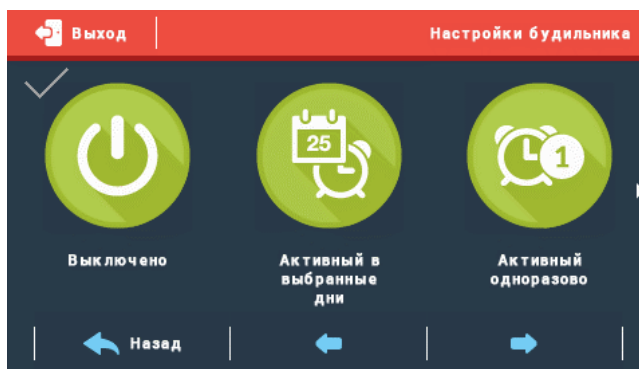 Выход
Настройки будильника
25
1
Выключено
Активный в
выбранные
дни
Активный
одноразово
Назад